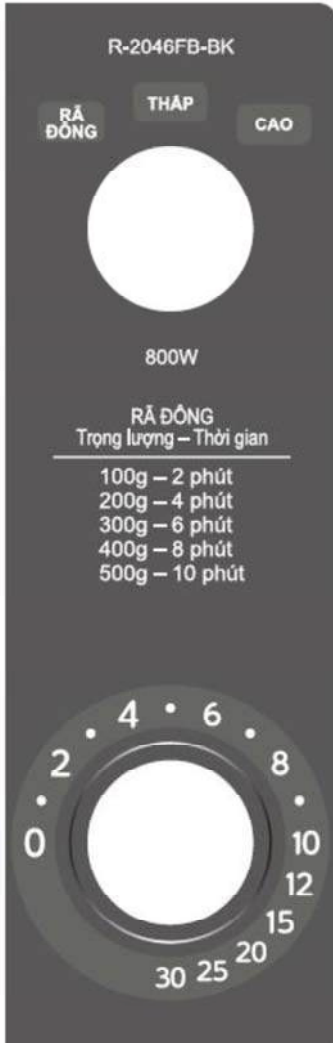 R-2046FB-BK
THẤP
RÃ
ĐÔNG
CAO
800W
RÃ ĐÔNG
Trọng lượng – Thời gian
100g – 2 phút
200g – 4 phút
300g – 6 phút
400g – 8 phút
500g – 10 phút
0
2
4
6
8
10
12
15
20
25
30